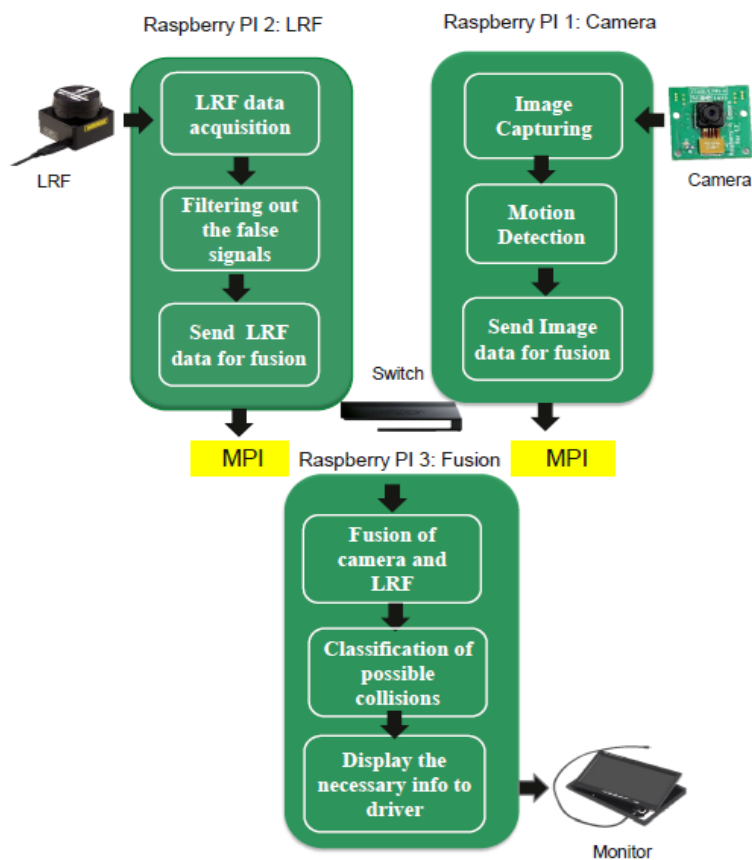 Raspberry PI 2: LRF
Raspberry PI 1: Camera
LRF data
acquisition
LRF
Filtering out
the false
signals
Send LRF
data for fusion
Image
Capturing
Camera
Motion
Detection
Send Image
data for fusion
Switch
MPI
Raspberry PI 3: Fusion
MPI
Fusion of
camera and
LRF
Classification of
possible
collisions
Display the
necessary info to
driver
Monitor